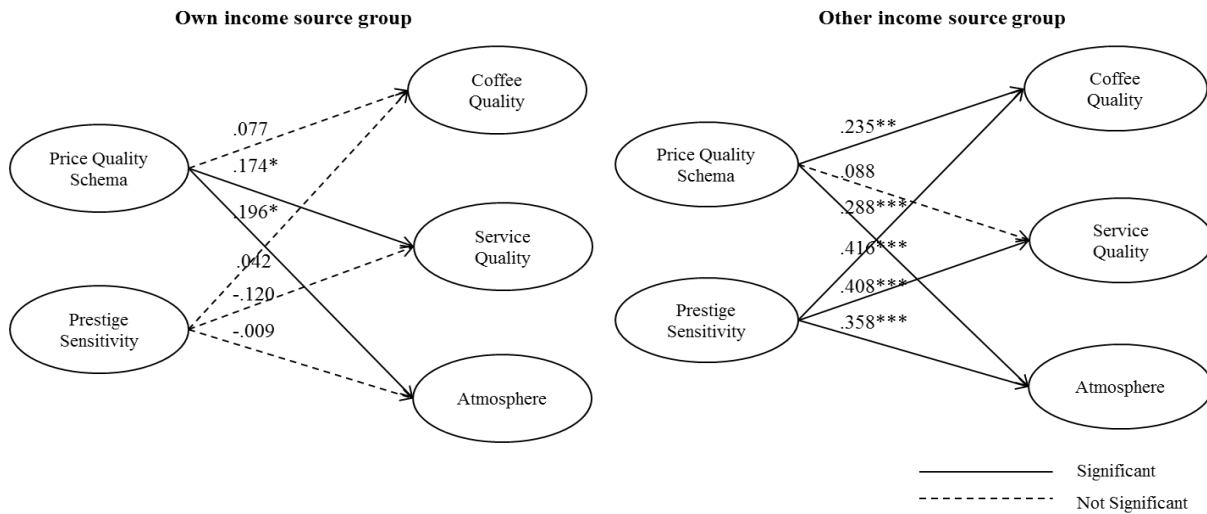 Own income source group
Coffee
Quality
Price Quality
Schema
Service
Quality
Prestige
Sensitivity
Atmosphere
.077
.174*
.196*
.042
-.120
-.009
Other income source group
Coffee
Quality
Price Quality
Schema
Service
Quality
Prestige
Sensitivity
Atmosphere
.235**
.088
.288***
.416***
.408***
.358***
Significant
Not Significant